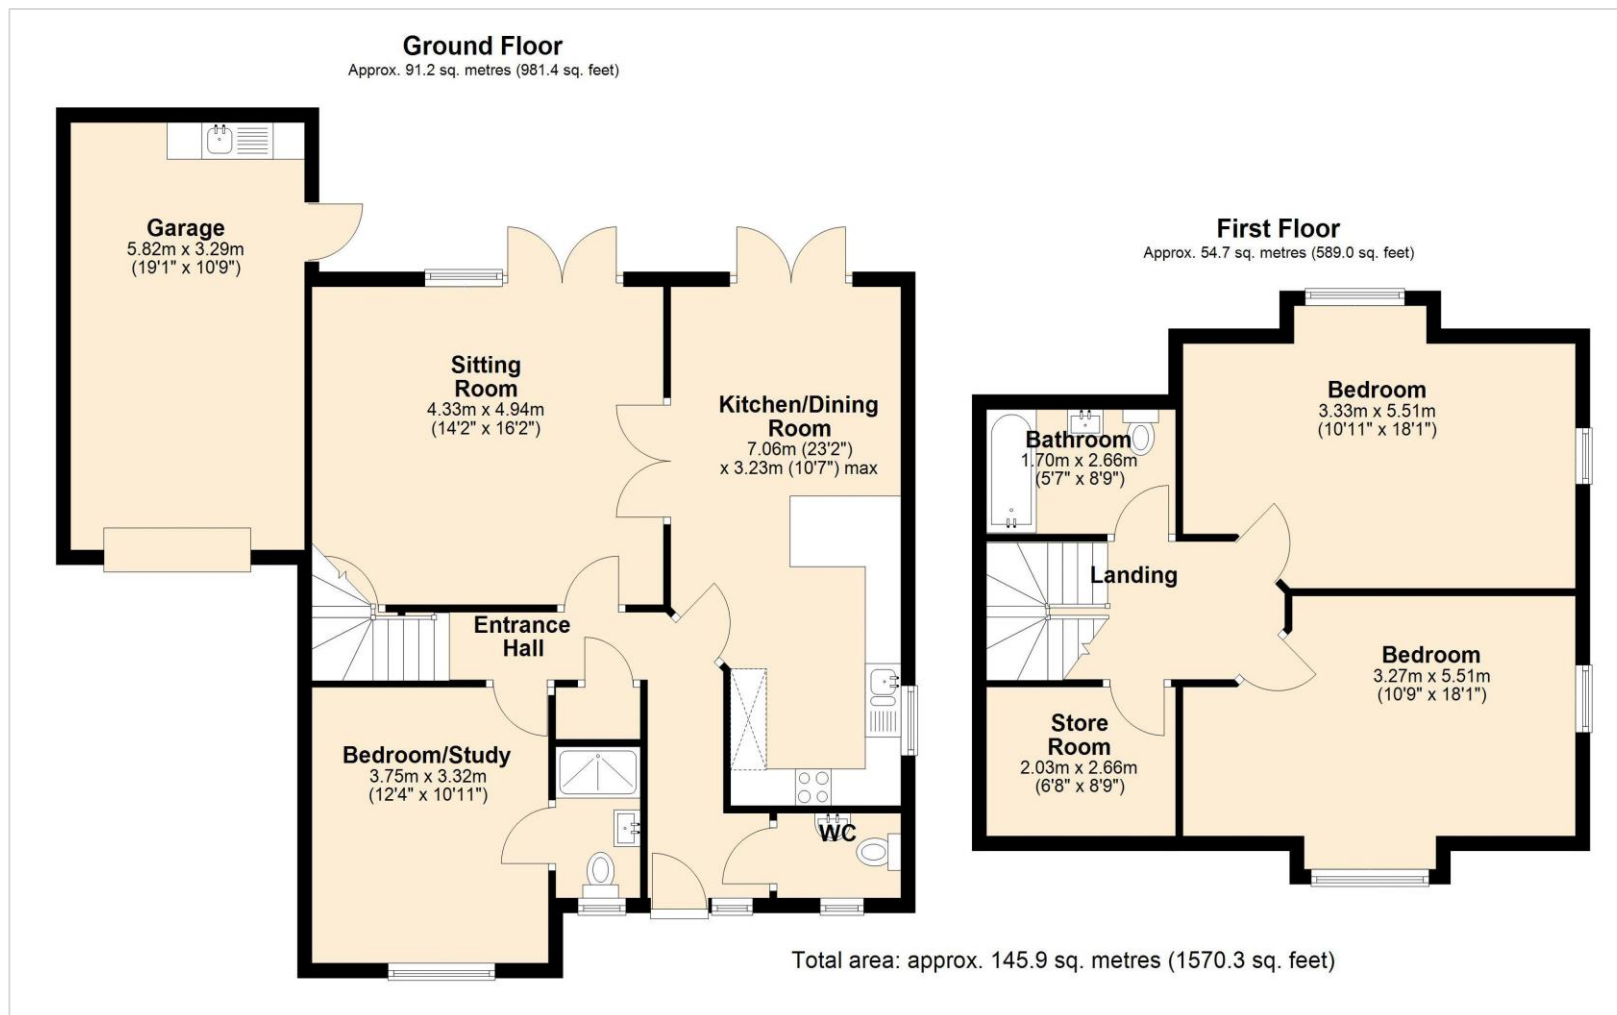 Ground Floor
Approx. 91.2 sq. metres (981.4 sq. feet)
Garage
5.82m x 3.29m
(19'1" x 10'9")
Sitting
Room
4.33m x 4.94m
(14'2" x 16'2")
Kitchen/Dining
Room
7.06m (23'2")
x 3.23m (10'7") max
Entrance
Hall
Bedroom/Study
3.75m x 3.32m
(12'4" x 10'11")
WC
First Floor
Approx. 54.7 sq. metres (589.0 sq. feet)
Bedroom
3.33m x 5.51m
(10'11" x 18'1")
Bathroom
1.70m x 2.66m
(5'7" x 8'9")
Landing
Bedroom
3.27m x 5.51m
(10'9" x 18'1")
Store
Room
2.03m x 2.66m
(6'8" x 8'9")
Total area: approx. 145.9 sq. metres (1570.3 sq. feet)